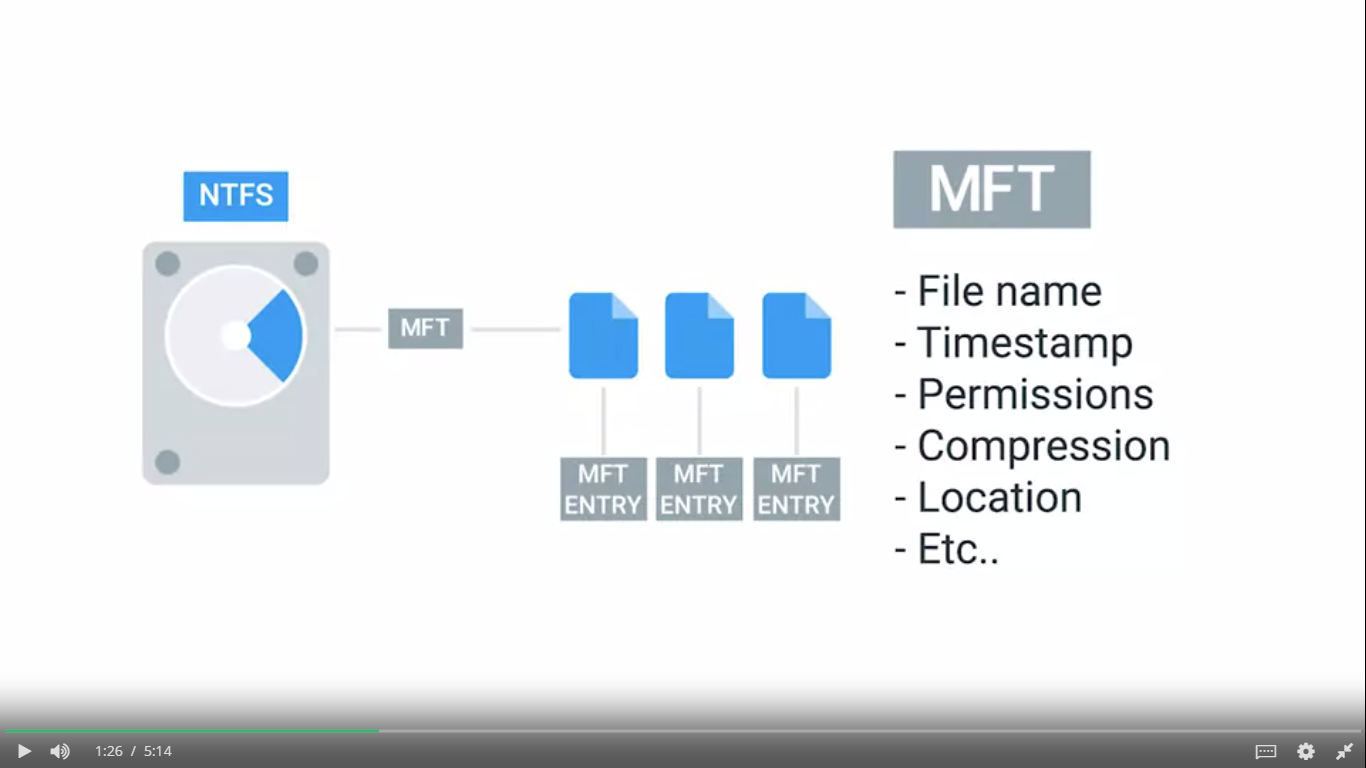 NTFS
MFT
MFT
ENTRY
MFT
ENTRY
MFT
ENTRY
MFT
- File name
- Timestamp
- Permissions
- Compression
- Location
- Etc..
1:26 / 5:14